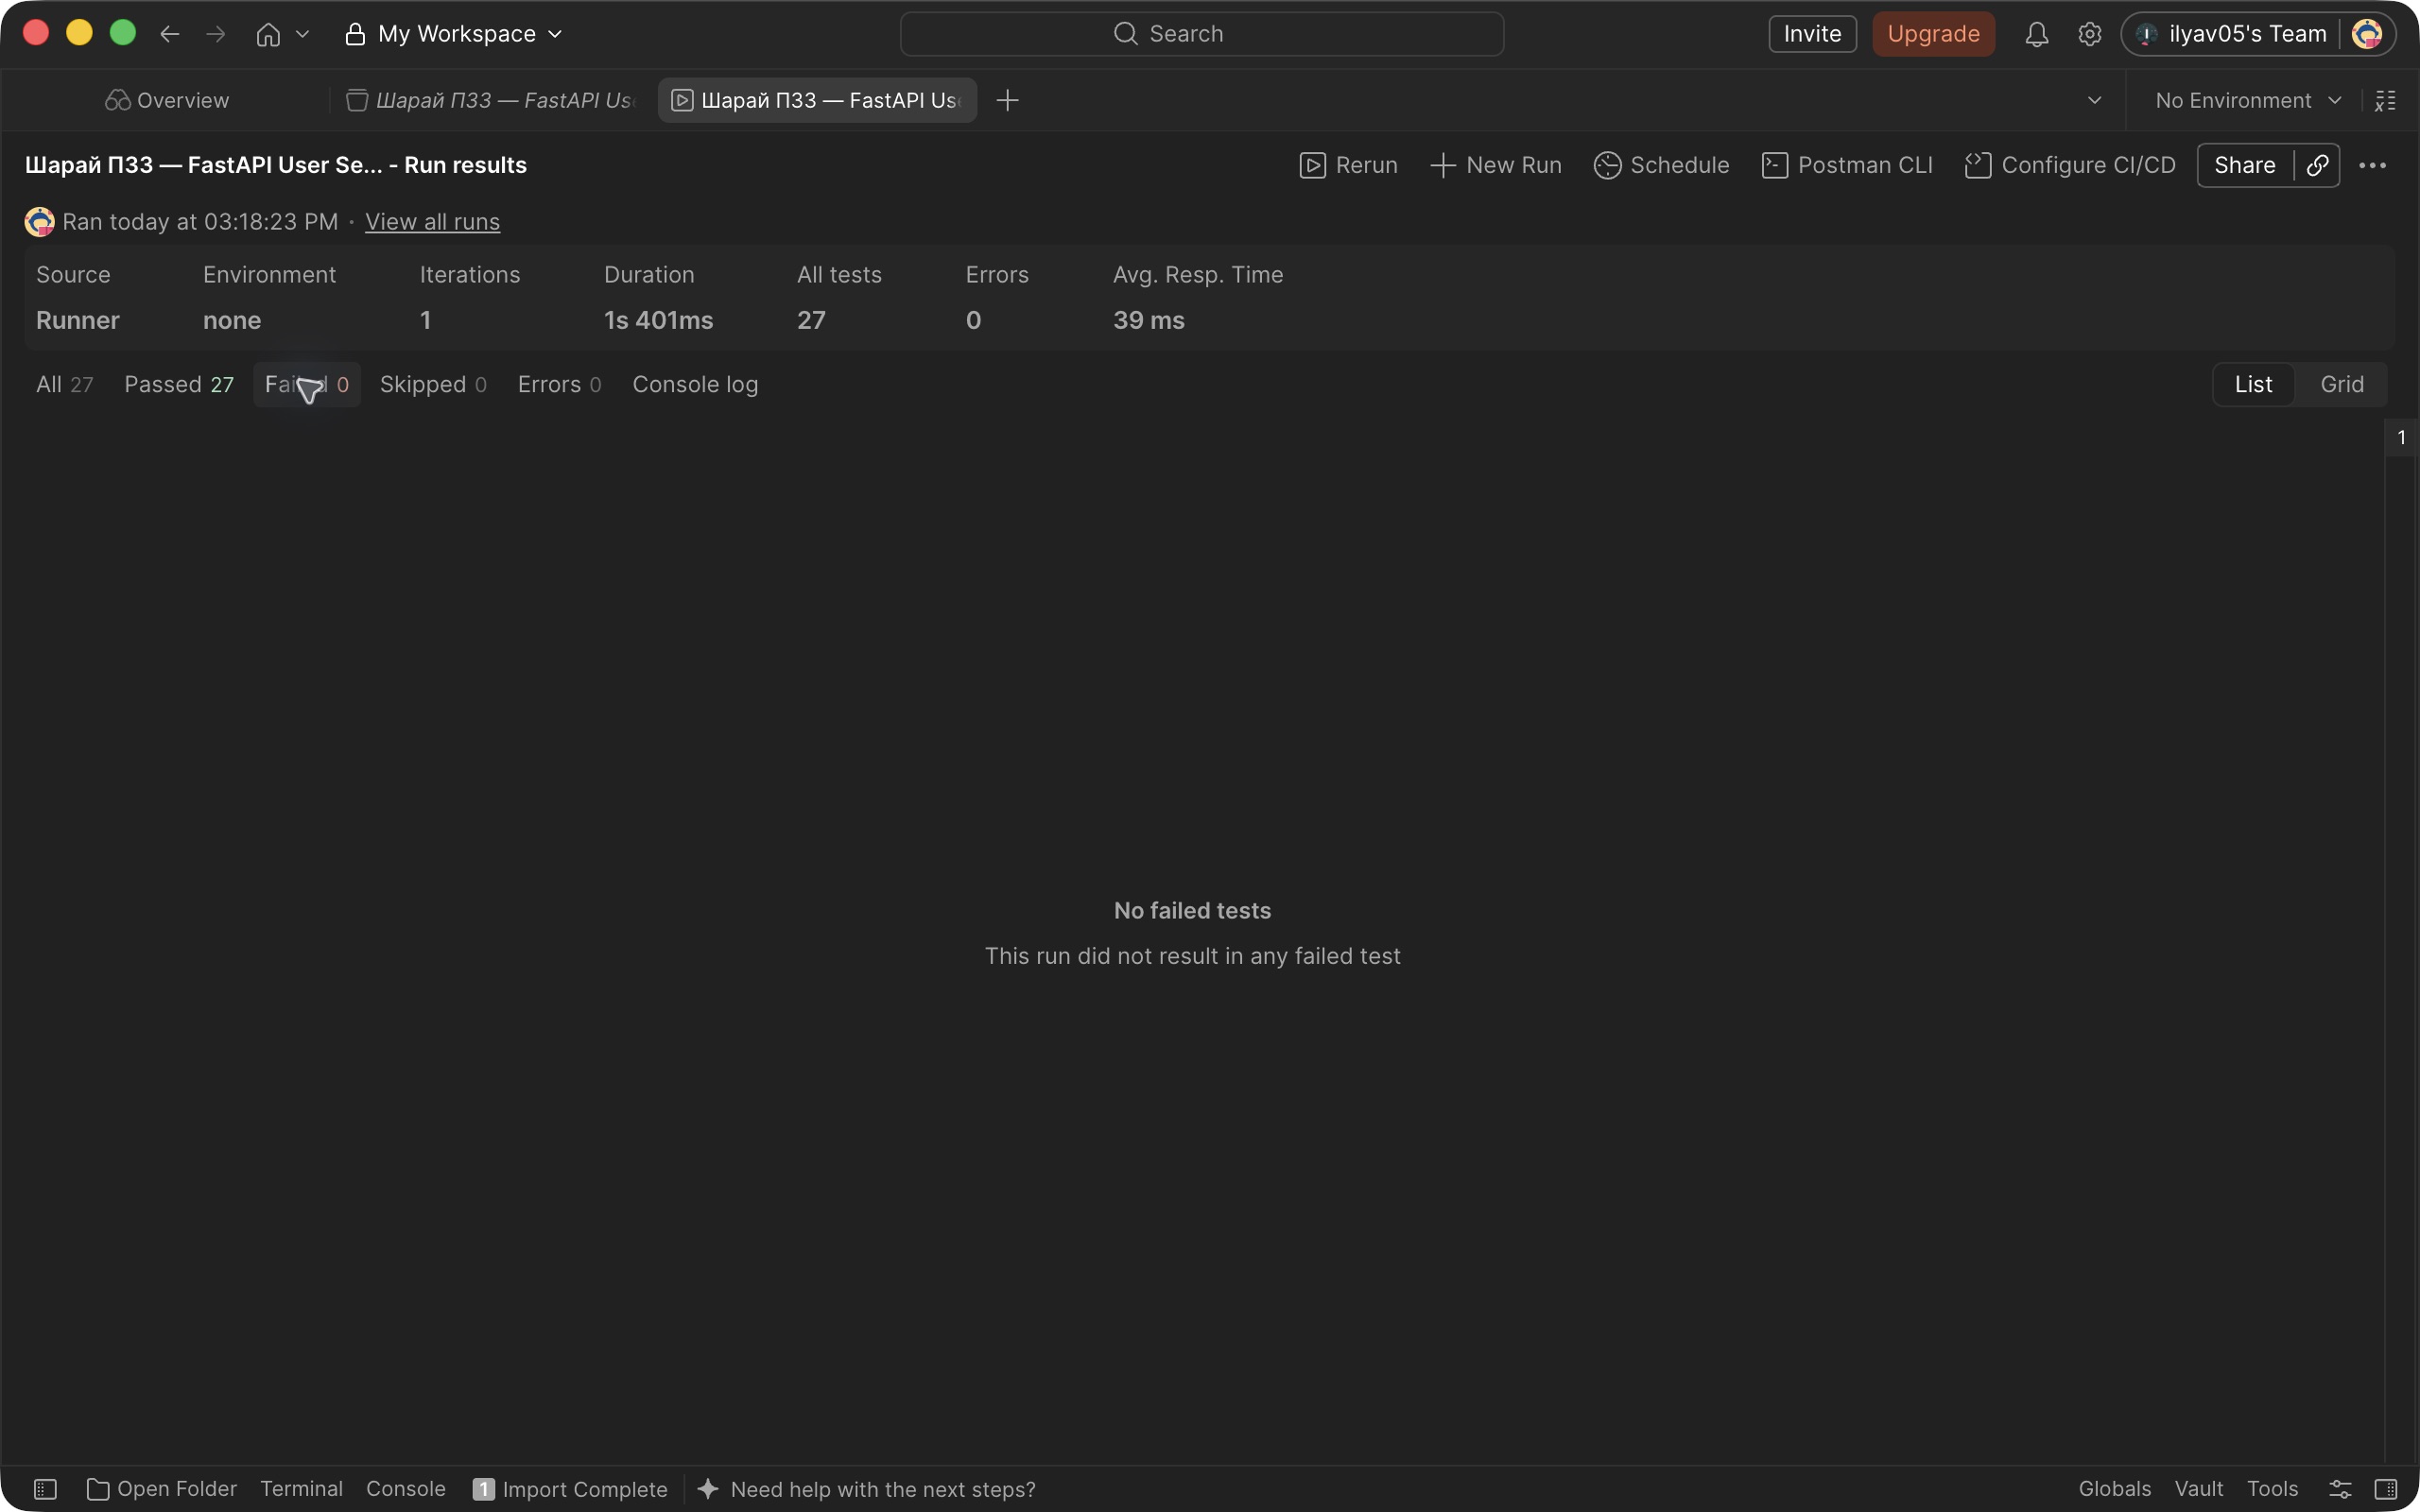 My Workspace
Search
Invite
Upgrade
ilyav05's Team
Overview
Шарай ПЗ3 — FastAPI Us
Шарай ПЗ3 — FastAPI Us
No Environment
Шарай ПЗ3 — FastAPI User Se... - Run results
Rerun
New Run
Schedule
Postman CLI
Configure CI/CD
Share
Ran today at 03:18:23 PM · View all runs
Source Environment Iterations Duration All tests Errors Avg. Resp. Time
Runner none 1 1s 401ms 27 0 39 ms
All 27 Passed 27 Failed 0 Skipped 0 Errors 0 Console log
List Grid
1
No failed tests
This run did not result in any failed test
Open Folder Terminal Console 1 Import Complete Need help with the next steps?
Globals Vault Tools